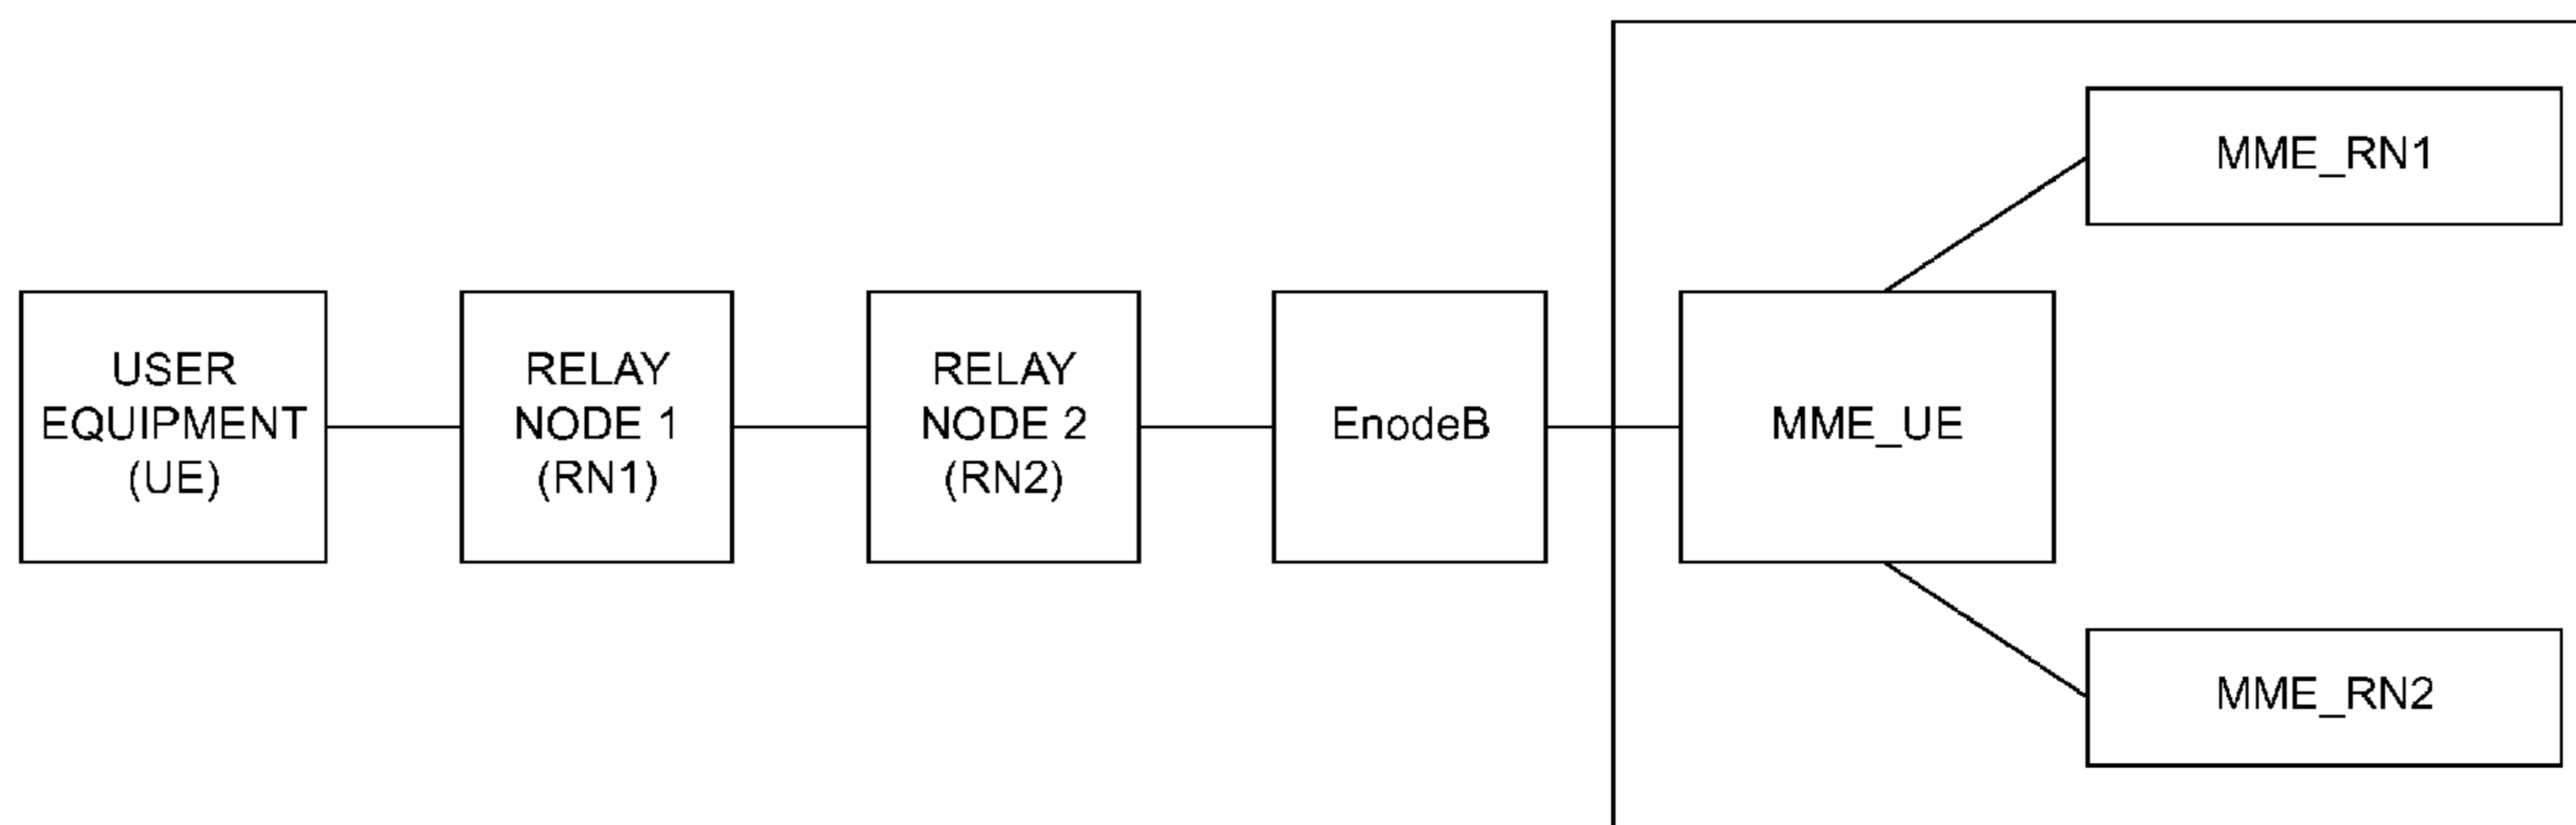 USER
EQUIPMENT
(UE)
RELAY
NODE 1
(RN1)
RELAY
NODE 2
(RN2)
EnodeB
MME_UE
MME_RN1
MME_RN2